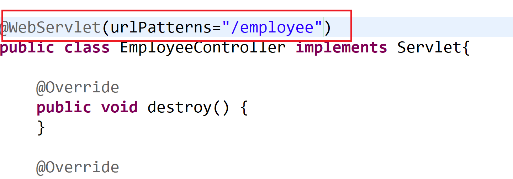 @WebServlet(urlPatterns="/employee")
public class EmployeeController implements Servlet{
@Override
public void destroy() {
}
@Override